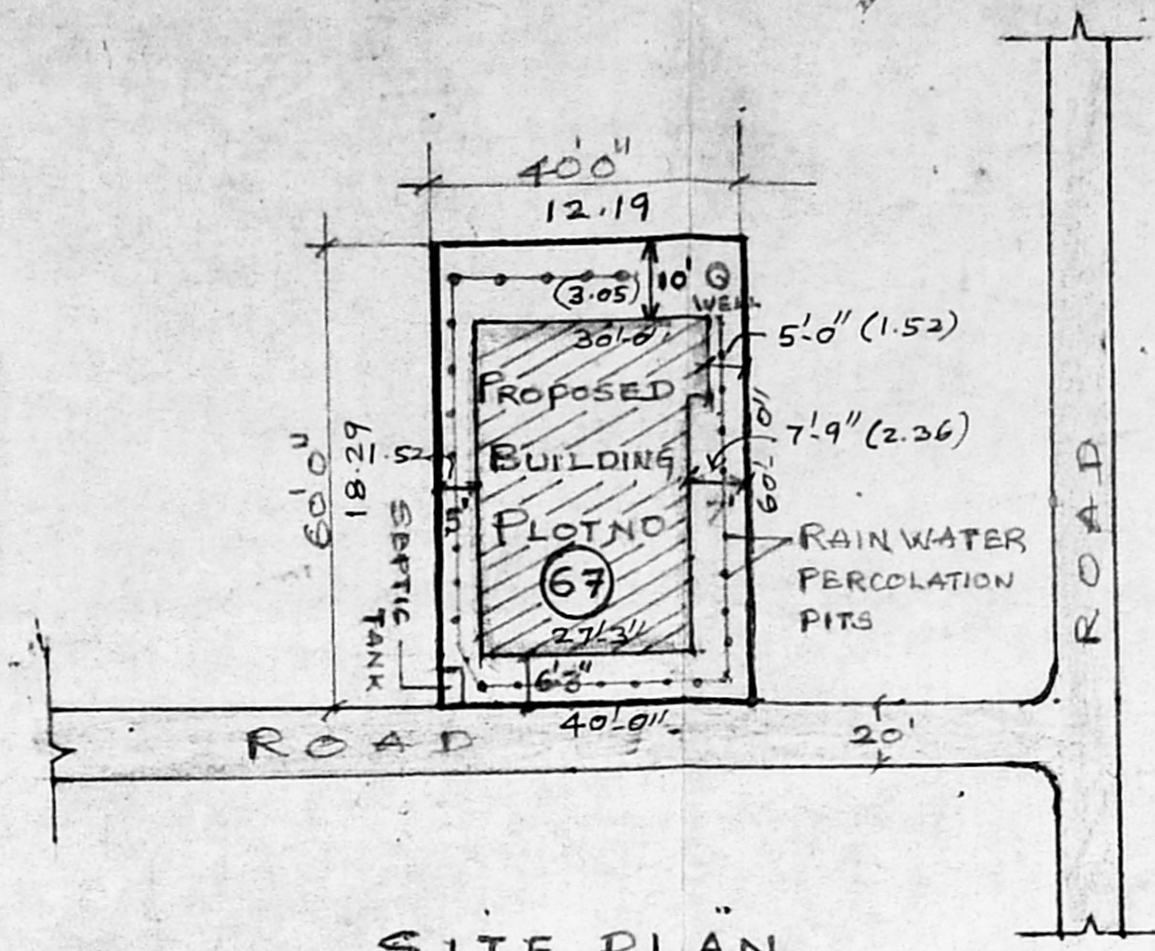 40'0"
12.19
10'
(3.05)
WELL
30'-0"
5'-0" (1.52)
PROPOSED
7'-9" (2.36)
60'-0"
BUILDING
1.52
5'
60'0"
18.29
PLOT NO
67
RAIN WATER
PERCOLATION
PITS
SEPTIC
TANK
27'-3"
6'-3"
40'-0"
ROAD
20'
ROAD
SITE PLAN